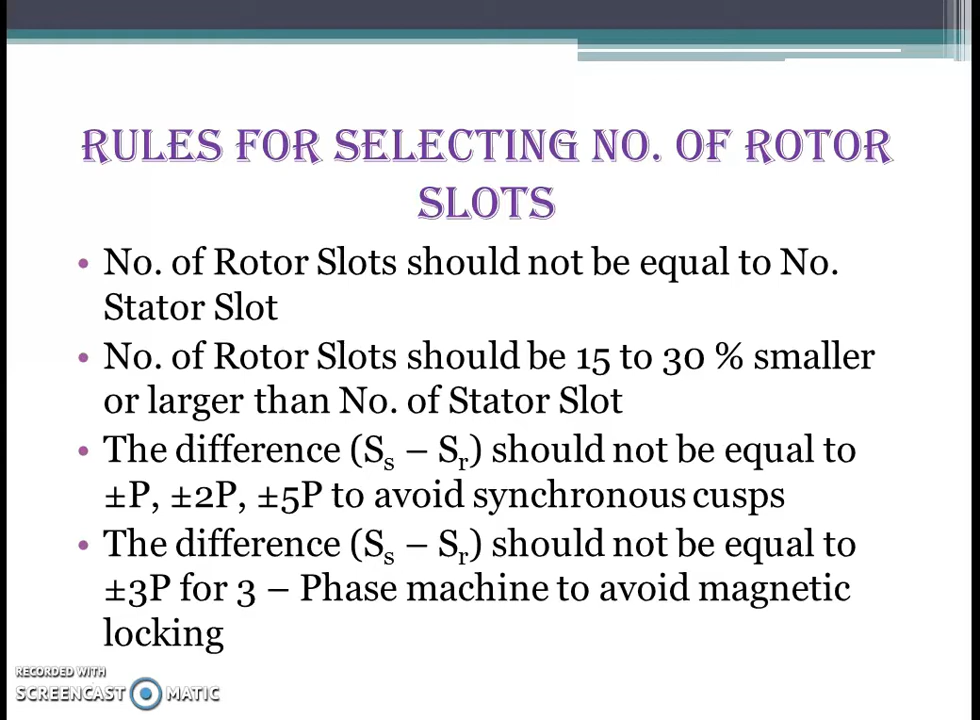 RULES FOR SELECTING NO. OF ROTOR
SLOTS
• No. of Rotor Slots should not be equal to No.
Stator Slot
• No. of Rotor Slots should be 15 to 30 % smaller
or larger than No. of Stator Slot
• The difference (Sₛ – Sᵣ) should not be equal to
±P, ±2P, ±5P to avoid synchronous cusps
• The difference (Sₛ – Sᵣ) should not be equal to
±3P for 3 – Phase machine to avoid magnetic
locking
RECORDED WITH
SCREENCAST MATIC